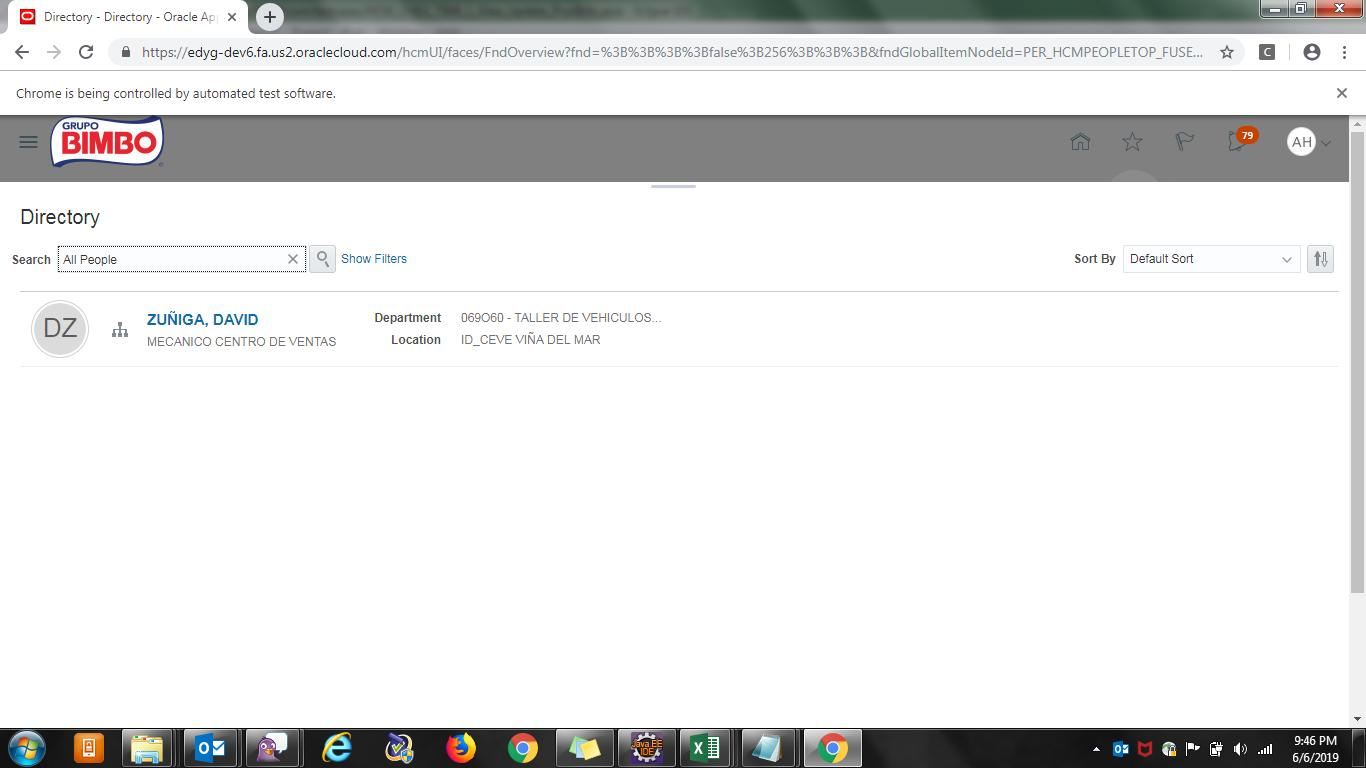 Directory - Directory - Oracle Ap
https://edyg-dev6.fa.us2.oraclecloud.com/hcmUI/faces/FndOverview?fnd=%3B%3B%3B%3Bfalse%3B256%3B%3B%3B&fndGlobalItemNodeId=PER_HCMPEOPLETOP_FUSE...
C
Chrome is being controlled by automated test software.
GRUPO
BIMBO
79
AH
Directory
Search
All People
Show Filters
Sort By
Default Sort
DZ
ZUÑIGA, DAVID
MECANICO CENTRO DE VENTAS
Department
069O60 - TALLER DE VEHICULOS...
Location
ID_CEVE VIÑA DEL MAR
Java EE
IDE
9:46 PM
6/6/2019